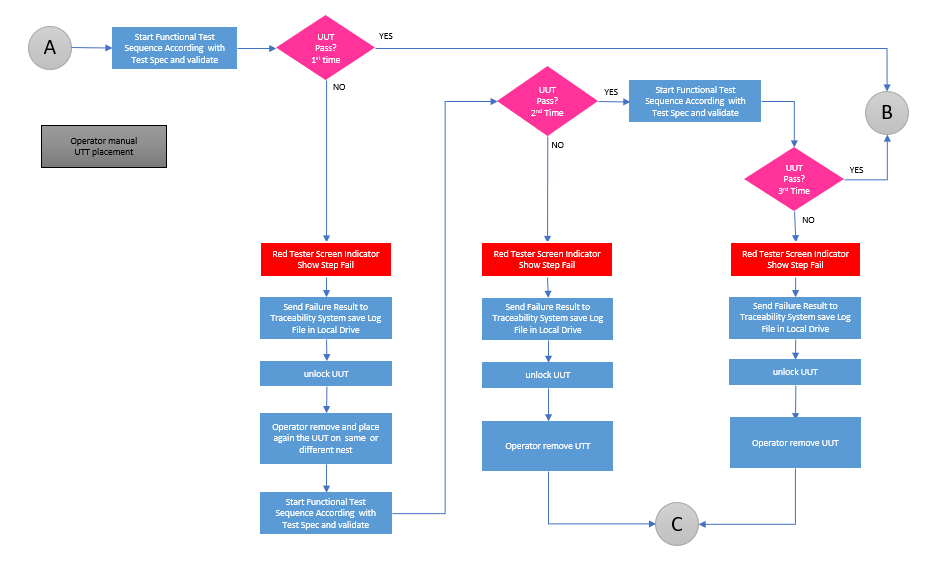 A
Start Functional Test
Sequence According with
Test Spec and validate
UUT
Pass?
1st time
YES
NO
UUT
Pass?
2nd Time
YES
NO
Start Functional Test
Sequence According with
Test Spec and validate
B
Operator manual
UTT placement
UUT
Pass?
3rd Time
YES
NO
Red Tester Screen Indicator
Show Step Fail
Send Failure Result to
Traceability System save Log
File in Local Drive
unlock UUT
Operator remove and place
again the UUT on same or
different nest
Start Functional Test
Sequence According with
Test Spec and validate
Red Tester Screen Indicator
Show Step Fail
Send Failure Result to
Traceability System save Log
File in Local Drive
unlock UUT
Operator remove UTT
Red Tester Screen Indicator
Show Step Fail
Send Failure Result to
Traceability System save Log
File in Local Drive
unlock UUT
Operator remove UUT
C